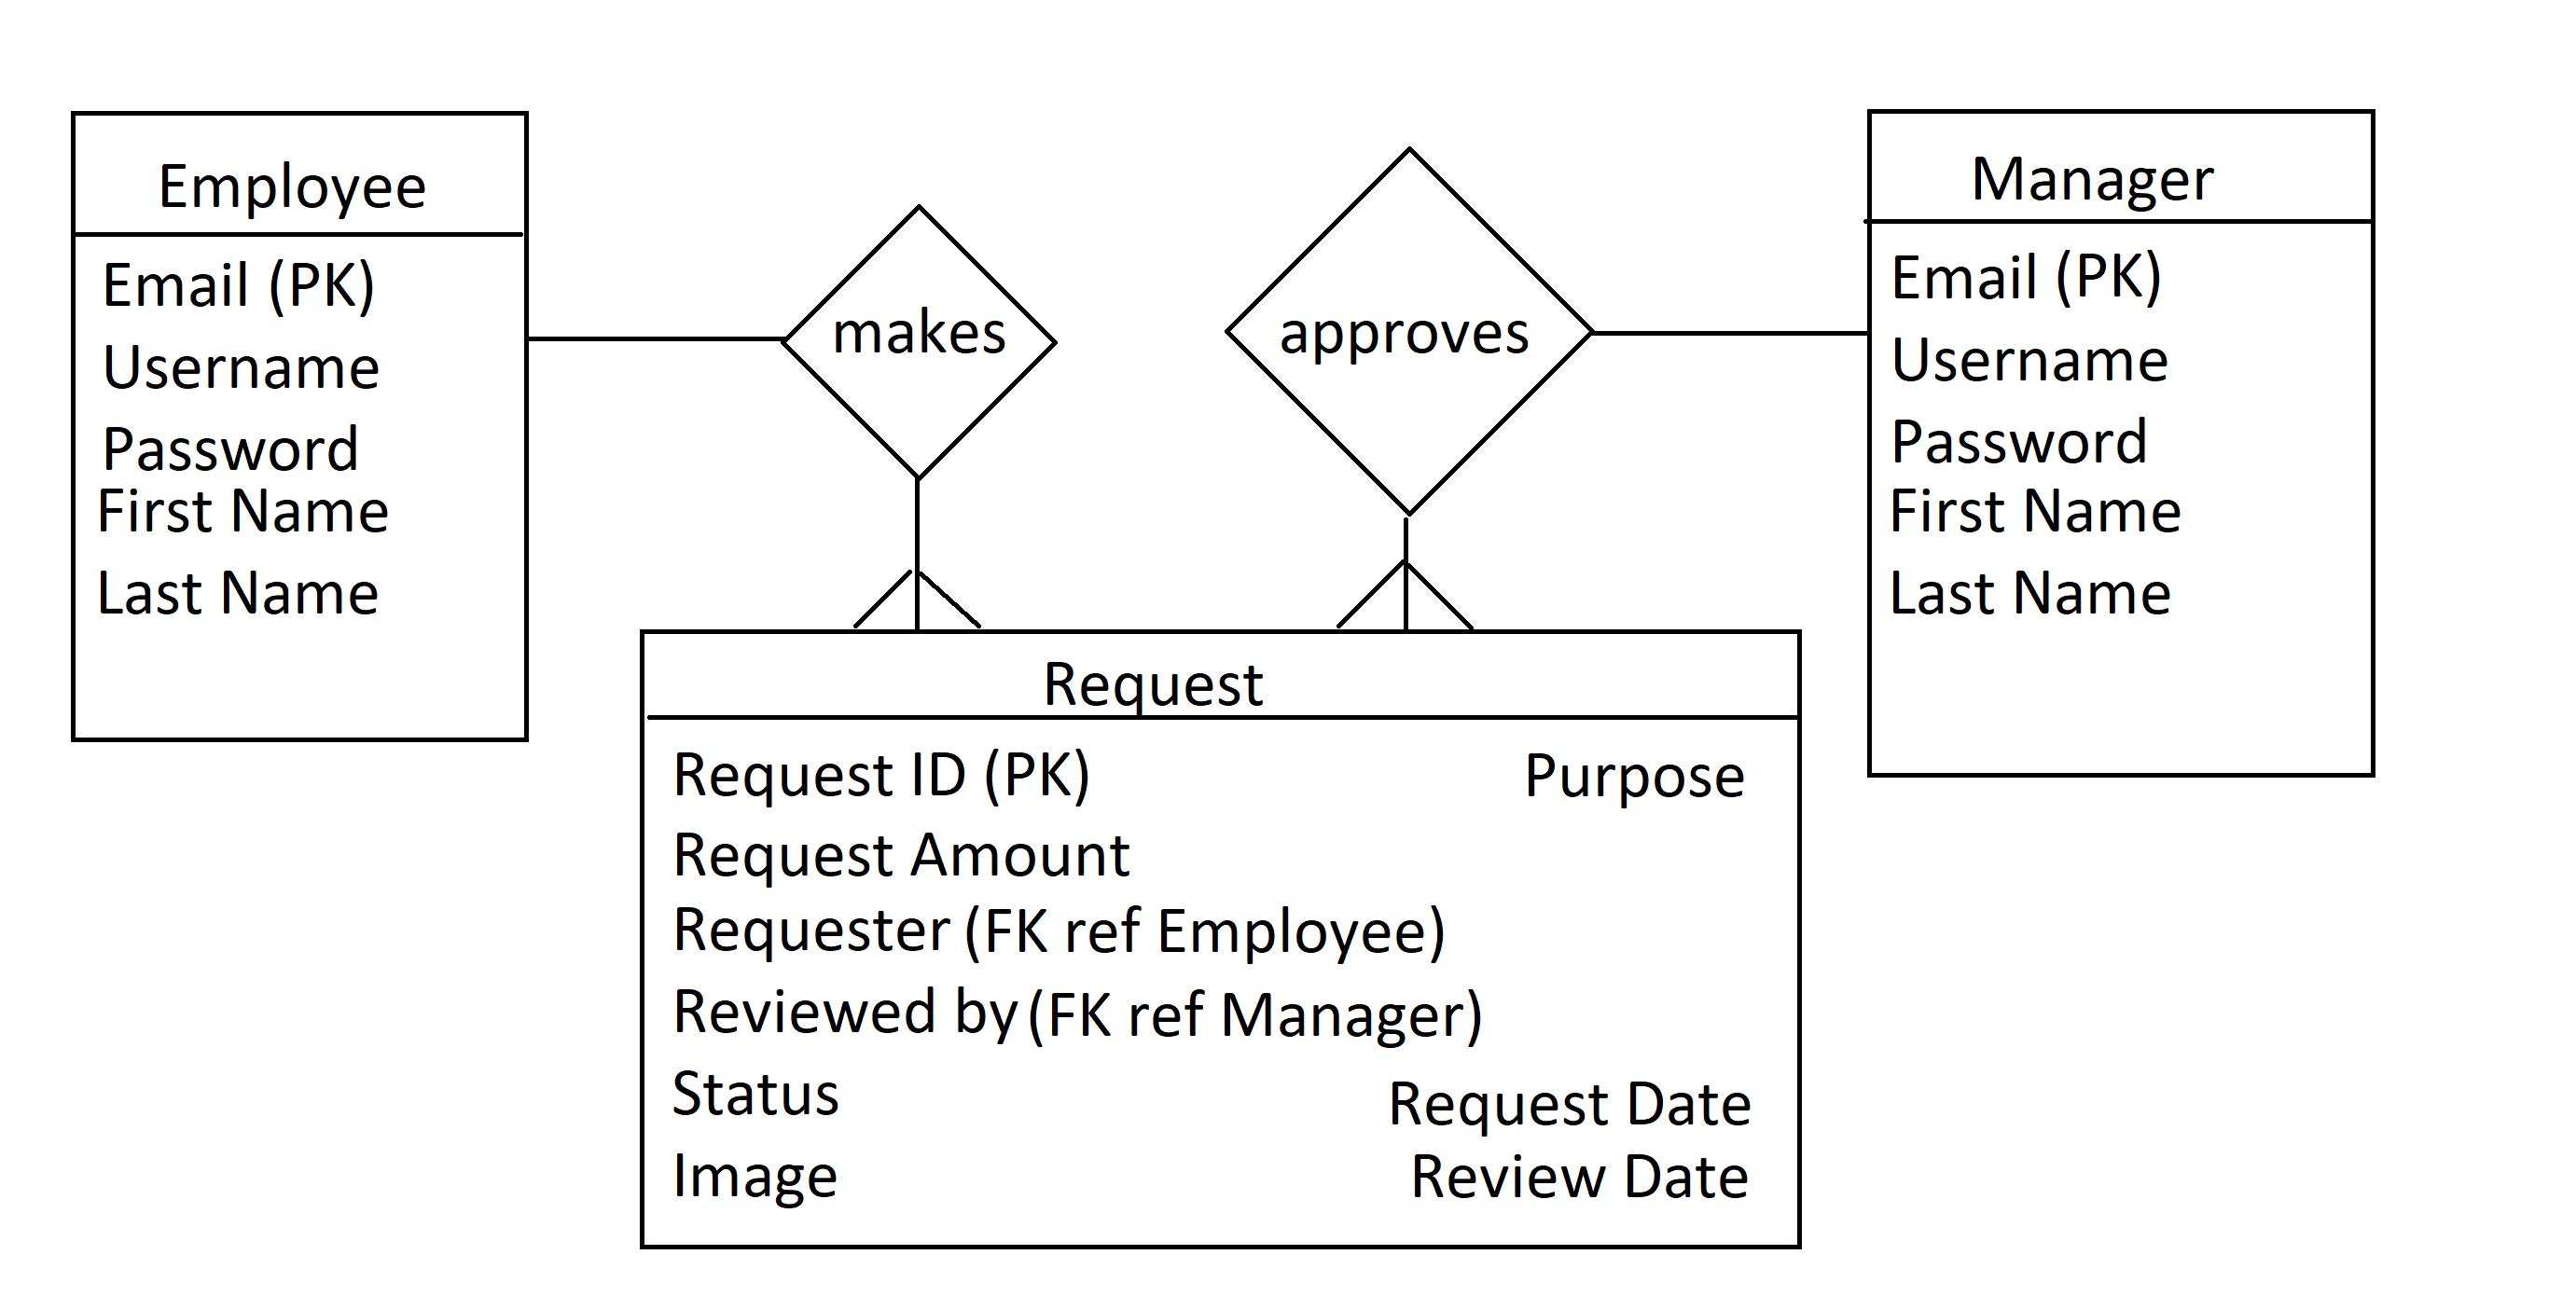 Employee
Email (PK)
Username
Password
First Name
Last Name
makes
approves
Manager
Email (PK)
Username
Password
First Name
Last Name
Request
Request ID (PK)
Purpose
Request Amount
Requester (FK ref Employee)
Reviewed by (FK ref Manager)
Status
Request Date
Image
Review Date